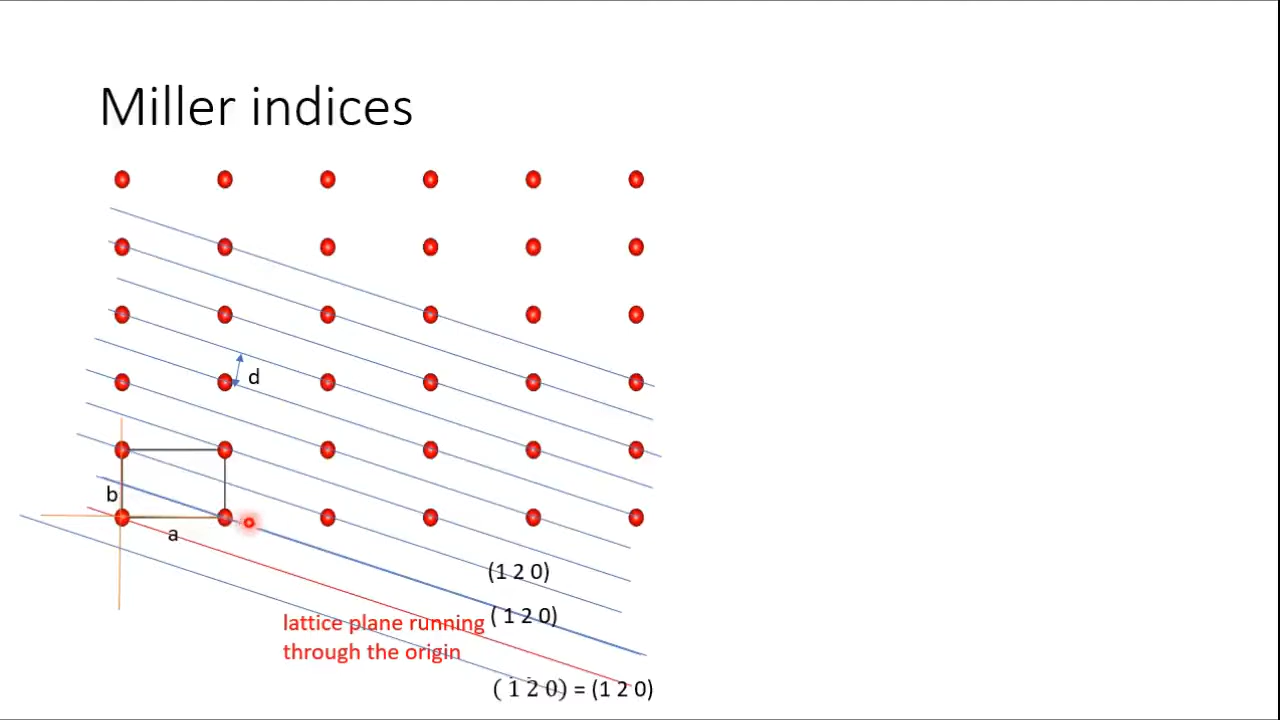 Miller indices
d
b
a
(1 2 0)
( 1 2 0)
lattice plane running
through the origin
( 1̄ 2̄ 0) = (1 2 0)